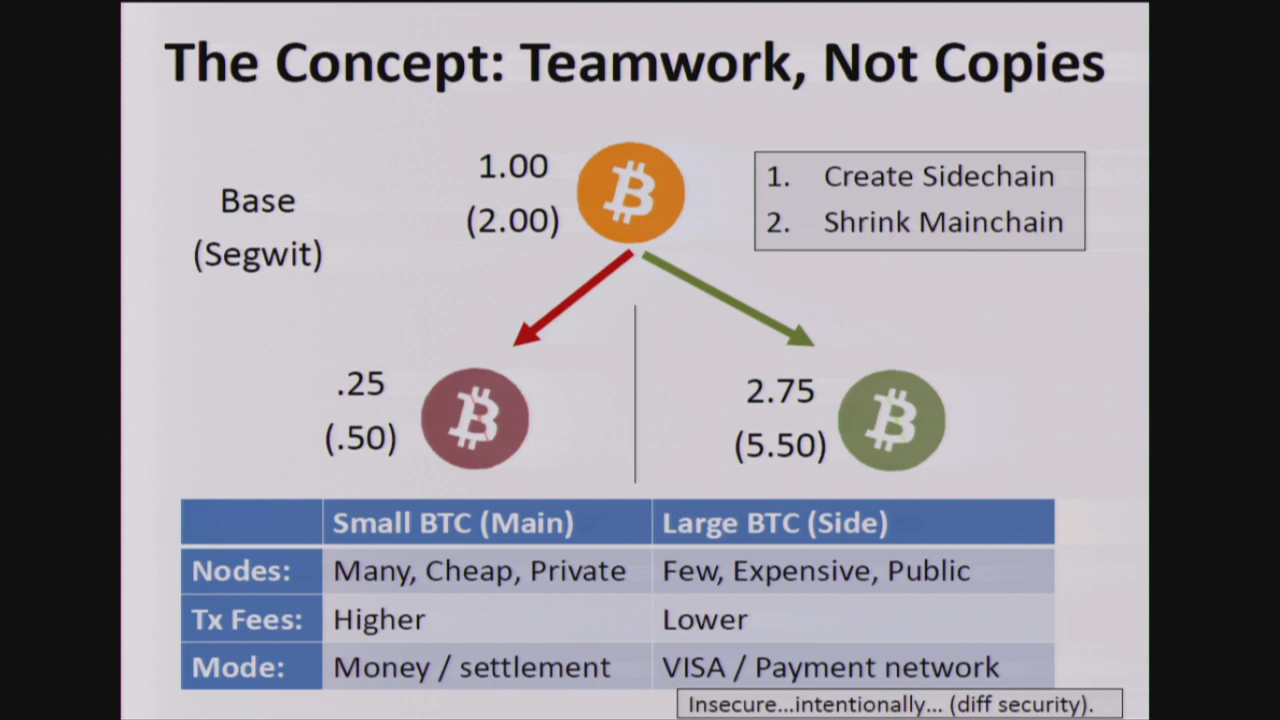 The Concept: Teamwork, Not Copies
Base
(Segwit)
1.00
(2.00)
1. Create Sidechain
2. Shrink Mainchain
.25
(.50)
2.75
(5.50)
Small BTC (Main) Large BTC (Side)
Nodes: Many, Cheap, Private Few, Expensive, Public
Tx Fees: Higher Lower
Mode: Money / settlement VISA / Payment network
Insecure...intentionally... (diff security).